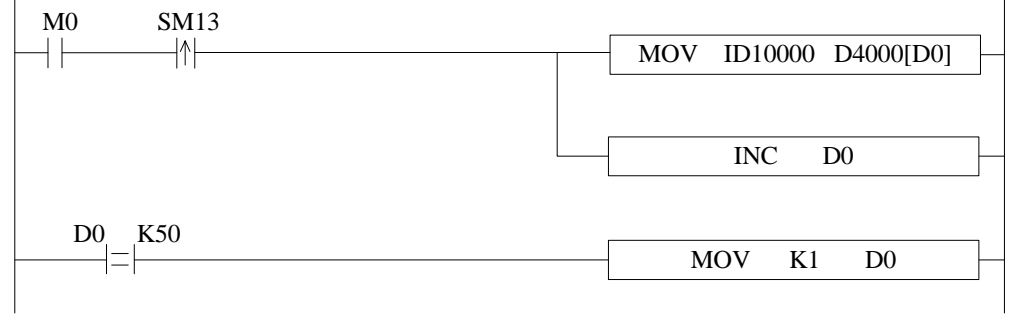 M0 SM13
MOV ID10000 D4000[D0]
INC D0
D0 K50
MOV K1 D0